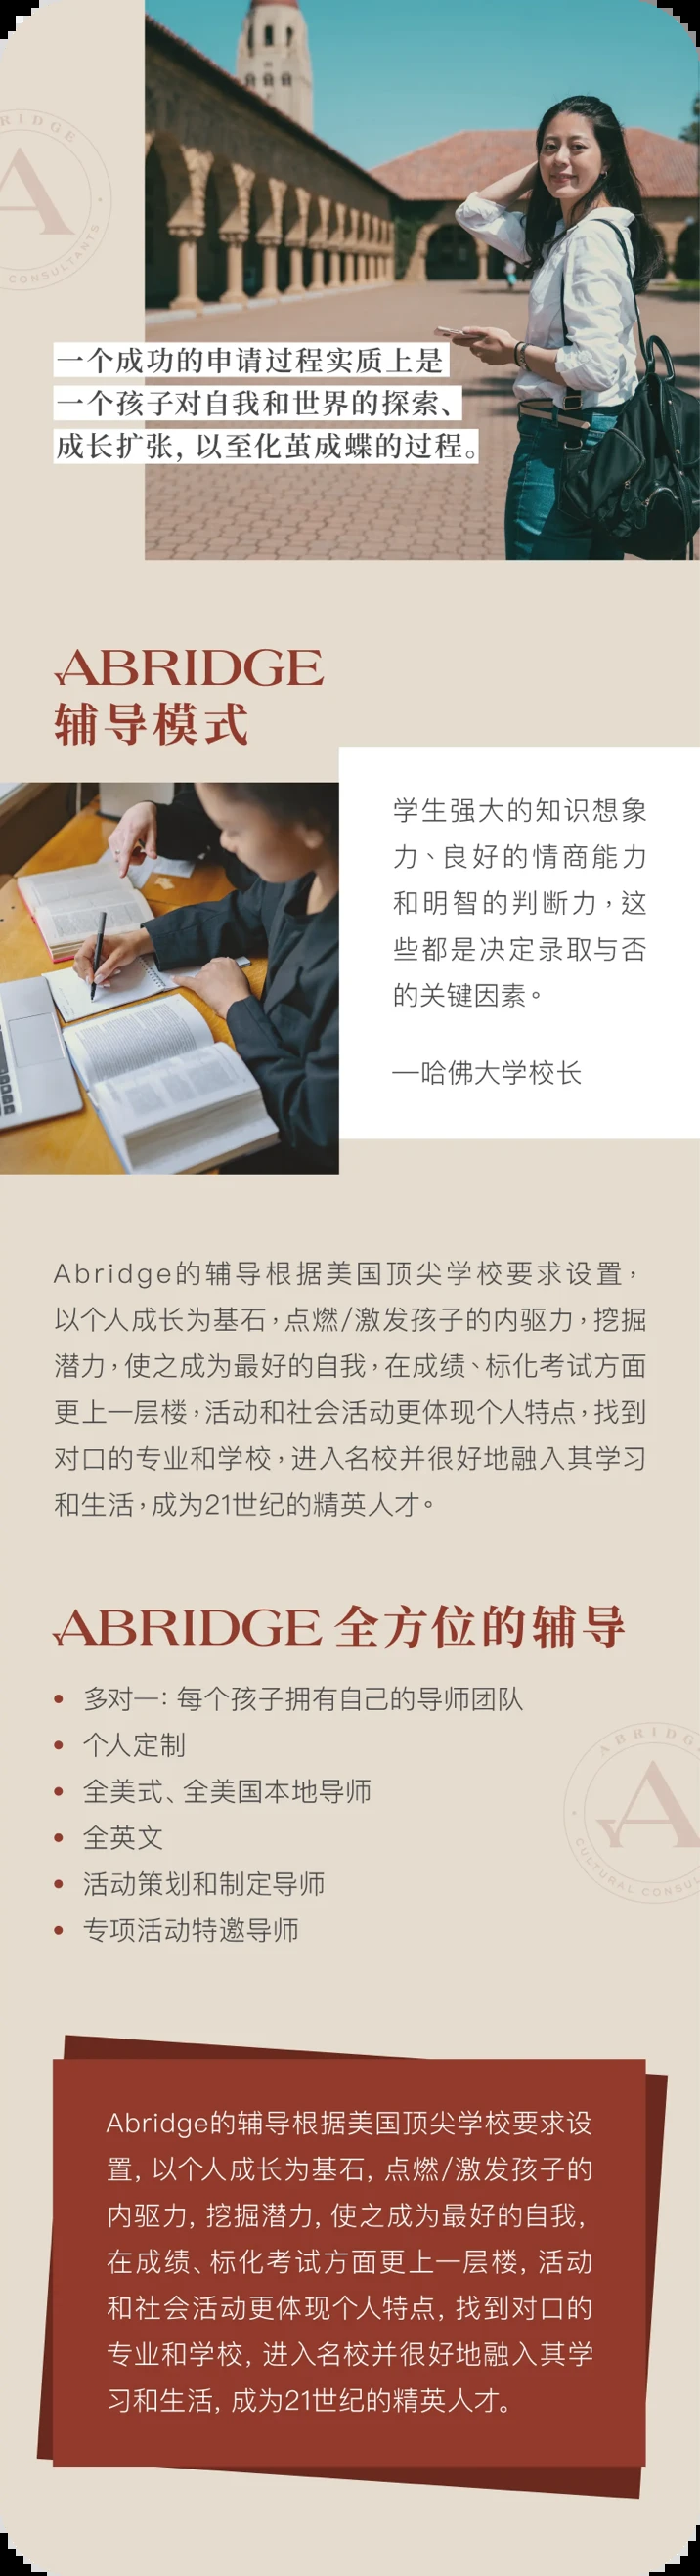 BRIDGE
A
CONSULTANTS
一个成功的申请过程实质上是
一个孩子对自我和世界的探索、
成长扩张，以至化茧成蝶的过程。
ABRIDGE
辅导模式
学生强大的知识想象
力、良好的情商能力
和明智的判断力，这
些都是决定录取与否
的关键因素。
—哈佛大学校长
Abridge的辅导根据美国顶尖学校要求设置，
以个人成长为基石，点燃/激发孩子的内驱力，挖掘
潜力，使之成为最好的自我，在成绩、标化考试方面
更上一层楼，活动和社会活动更体现个人特点，找到
对口的专业和学校，进入名校并很好地融入其学习
和生活，成为21世纪的精英人才。
ABRIDGE 全方位的辅导
• 多对一：每个孩子拥有自己的导师团队
• 个人定制
• 全美式、全美国本地导师
• 全英文
• 活动策划和制定导师
• 专项活动特邀导师
ABRIDG
A
CULTURAL CONSUL
Abridge的辅导根据美国顶尖学校要求设
置，以个人成长为基石，点燃/激发孩子的
内驱力，挖掘潜力，使之成为最好的自我，
在成绩、标化考试方面更上一层楼，活动
和社会活动更体现个人特点，找到对口的
专业和学校，进入名校并很好地融入其学
习和生活，成为21世纪的精英人才。